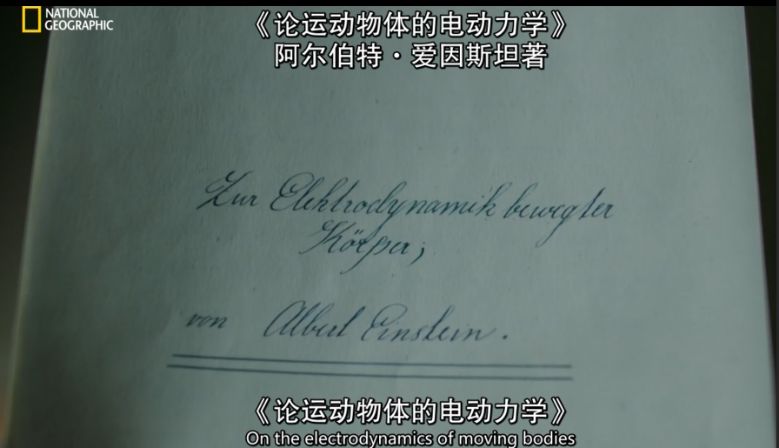 NATIONAL
GEOGRAPHIC
《论运动物体的电动力学》
阿尔伯特·爱因斯坦著
Zur Elektrodynamik bewegter
Körper,
von Albert Einstein.
《论运动物体的电动力学》
On the electrodynamics of moving bodies